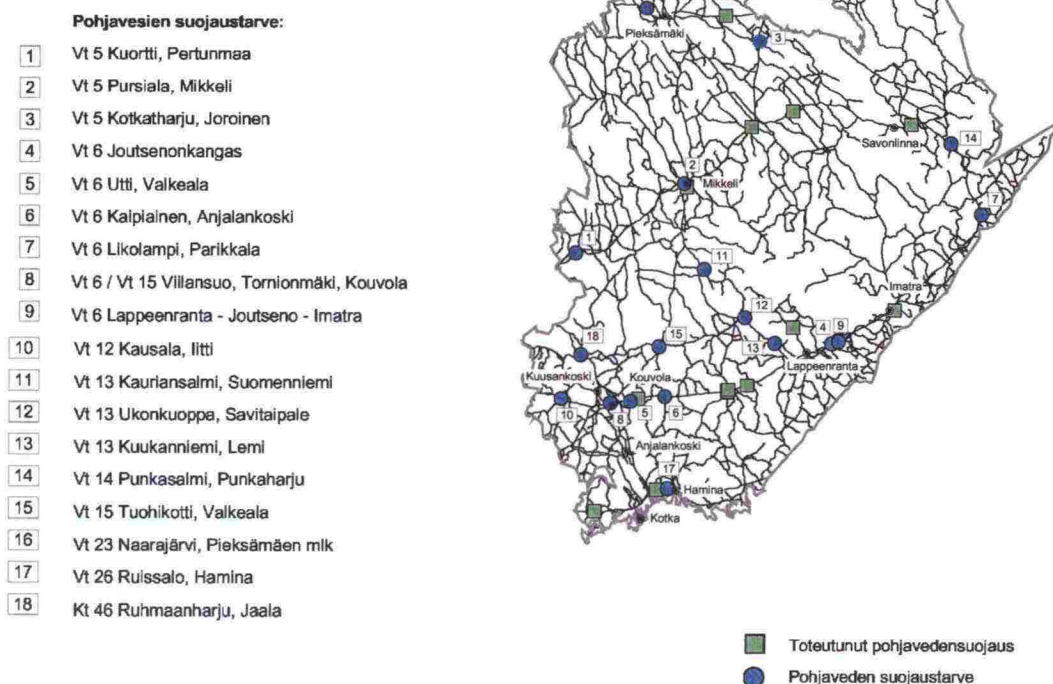 Pohjavesien suojaustarve:
1 Vt 5 Kuortti, Pertunmaa
2 Vt 5 Pursiala, Mikkeli
3 Vt 5 Kotkatharju, Joroinen
4 Vt 6 Joutsenonkangas
5 Vt 6 Utti, Valkeala
6 Vt 6 Kaipiainen, Anjalankoski
7 Vt 6 Likolampi, Parikkala
8 Vt 6 / Vt 15 Viilansuo, Tornionmäki, Kouvola
9 Vt 6 Lappeenranta - Joutseno - Imatra
10 Vt 12 Kausala, Iitti
11 Vt 13 Kauriansalmi, Suomenniemi
12 Vt 13 Ukonkuoppa, Savitaipale
13 Vt 13 Kuukanniemi, Lemi
14 Vt 14 Punkasalmi, Punkaharju
15 Vt 15 Tuohikotti, Valkeala
16 Vt 23 Naarajärvi, Pieksämäen mlk
17 Vt 26 Ruissalo, Hamina
18 Kt 46 Ruhmaanharju, Jaala
Pieksämäki
3
Savonlinna
14
2
Mikkeli
7
1
11
Imatra
12
18
15
13
4
9
Lappeenranta
Kuusankoski
Kouvola
10
8
5
6
Anjalankoski
17
Hamina
Kotka
Toteutunut pohjavedensuojaus
Pohjaveden suojaustarve